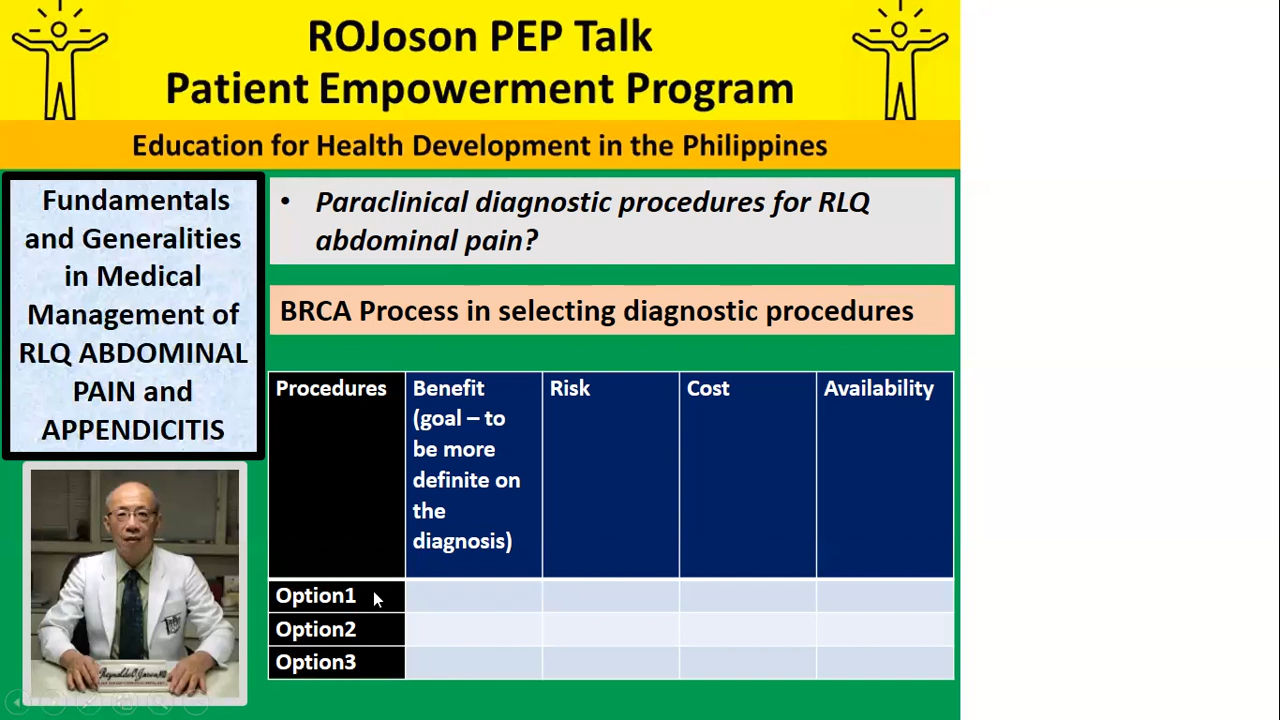 ROJoson PEP Talk
Patient Empowerment Program
Education for Health Development in the Philippines
Fundamentals
and Generalities
in Medical
Management of
RLQ ABDOMINAL
PAIN and
APPENDICITIS
• Paraclinical diagnostic procedures for RLQ
abdominal pain?
BRCA Process in selecting diagnostic procedures
Procedures
Benefit
(goal – to
be more
definite on
the
diagnosis)
Risk
Cost
Availability
Option1
Option2
Option3